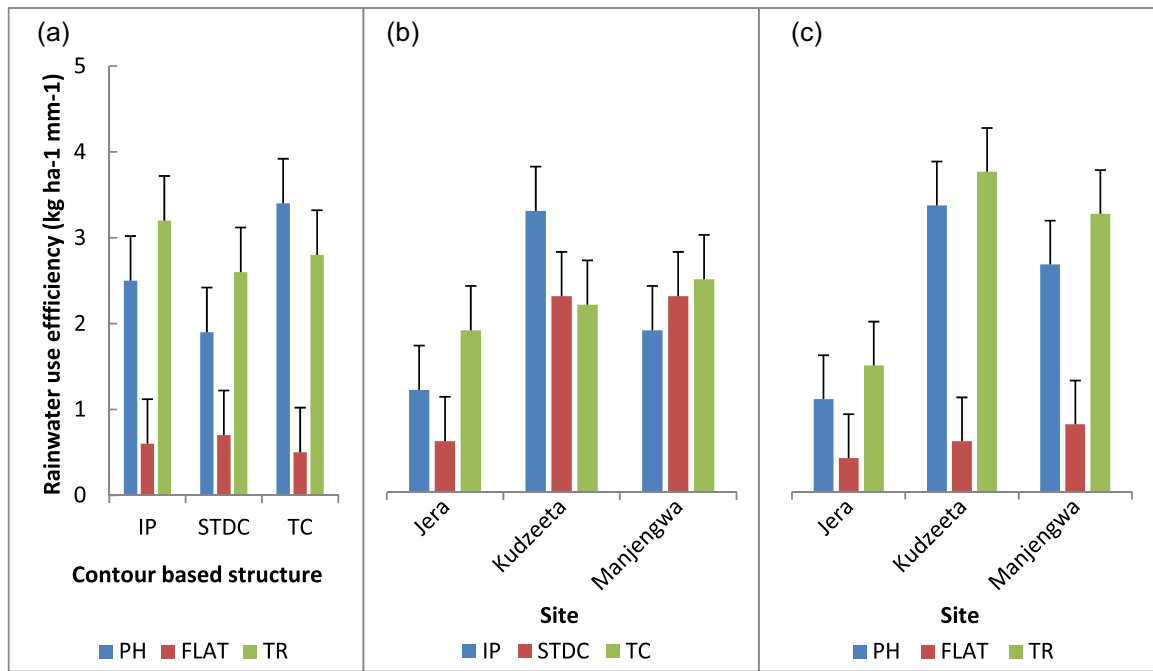 (a)
Rainwater use effficiency (kg ha-1 mm-1)
5
4
3
2
1
0
IP STDC TC
Contour based structure
PH FLAT TR
(b)
Jera Kudzeeta Manjengwa
Site
IP STDC TC
(c)
Jera Kudzeeta Manjengwa
Site
PH FLAT TR